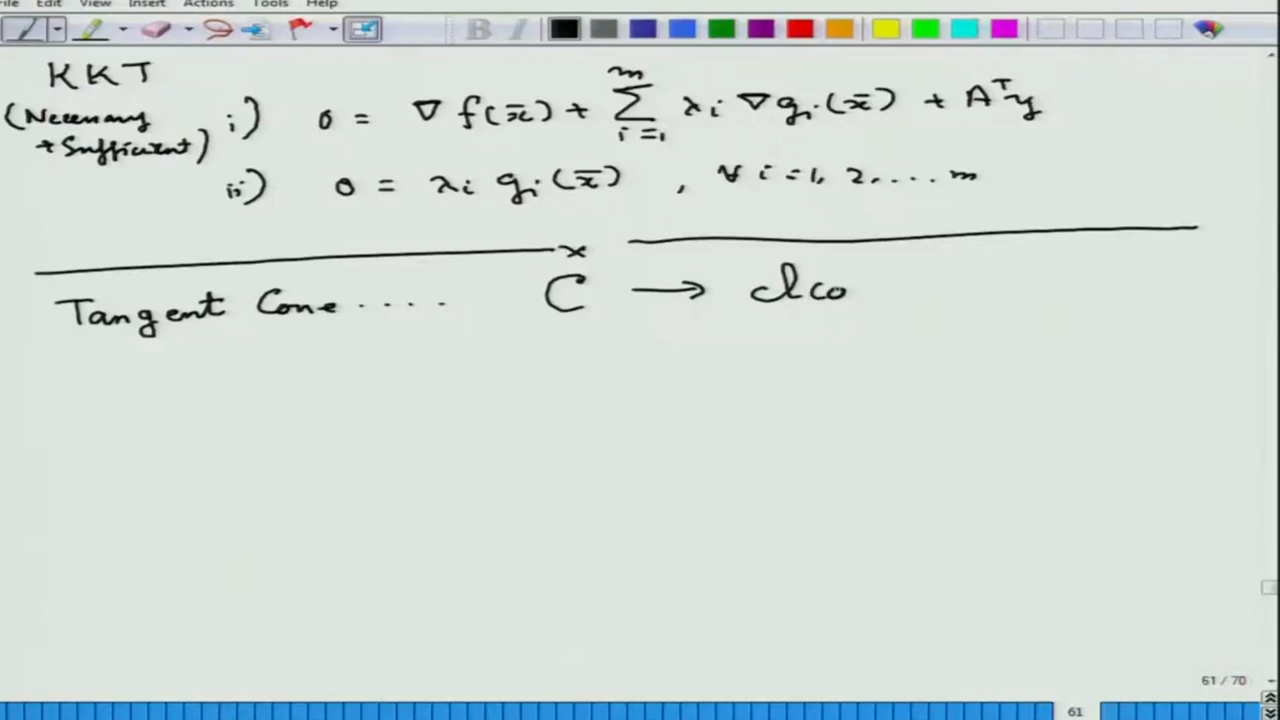 File Edit View Insert Actions Tools Help
B I
KKT
(Necessary + Sufficient)
i) 0 = ∇f(x̄) + ∑_{i=1}^{m} λi ∇gi(x̄) + Aᵀy
ii) 0 = λi gi(x̄) , ∀ i=1, 2, .... m
x
Tangent Cone .... C → clco
61 / 70
61